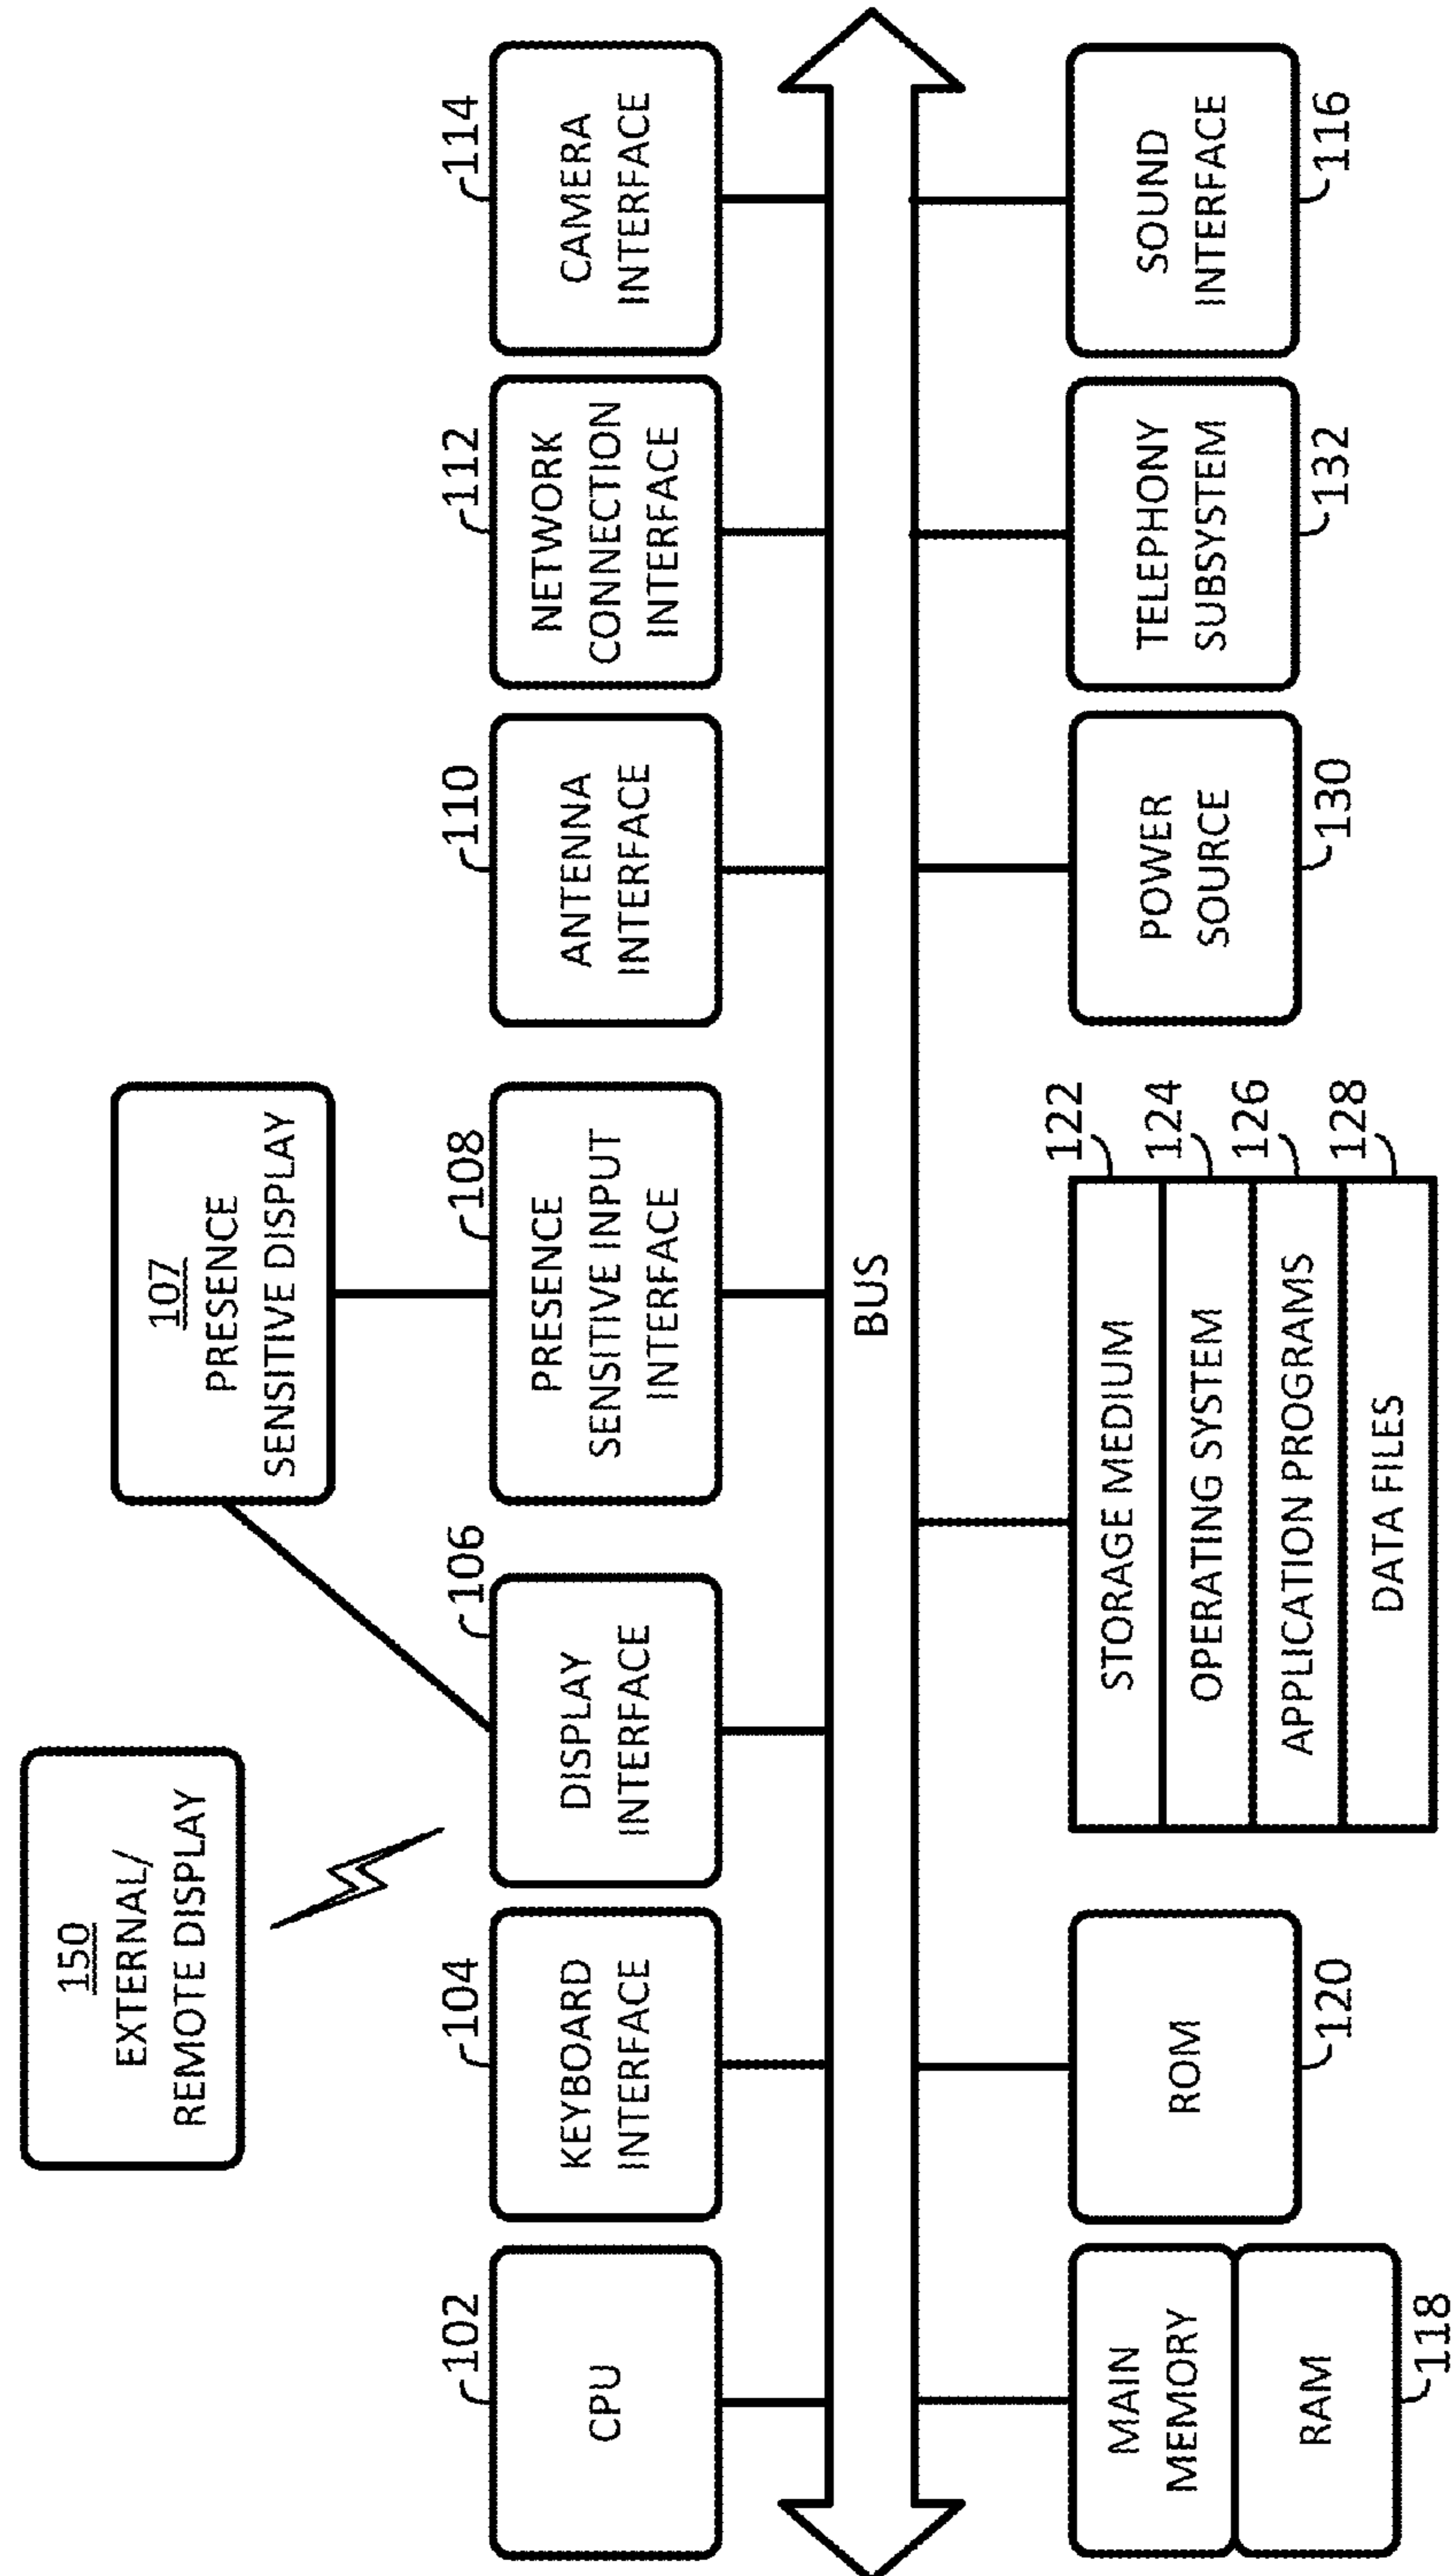 150
EXTERNAL/
REMOTE DISPLAY
107
PRESENCE
SENSITIVE DISPLAY
102
CPU
104
KEYBOARD
INTERFACE
106
DISPLAY
INTERFACE
108
PRESENCE
SENSITIVE INPUT
INTERFACE
110
ANTENNA
INTERFACE
112
NETWORK
CONNECTION
INTERFACE
114
CAMERA
INTERFACE
BUS
MAIN
MEMORY
RAM
118
ROM
120
STORAGE MEDIUM
122
OPERATING SYSTEM
124
APPLICATION PROGRAMS
126
DATA FILES
128
POWER
SOURCE
130
TELEPHONY
SUBSYSTEM
132
SOUND
INTERFACE
116